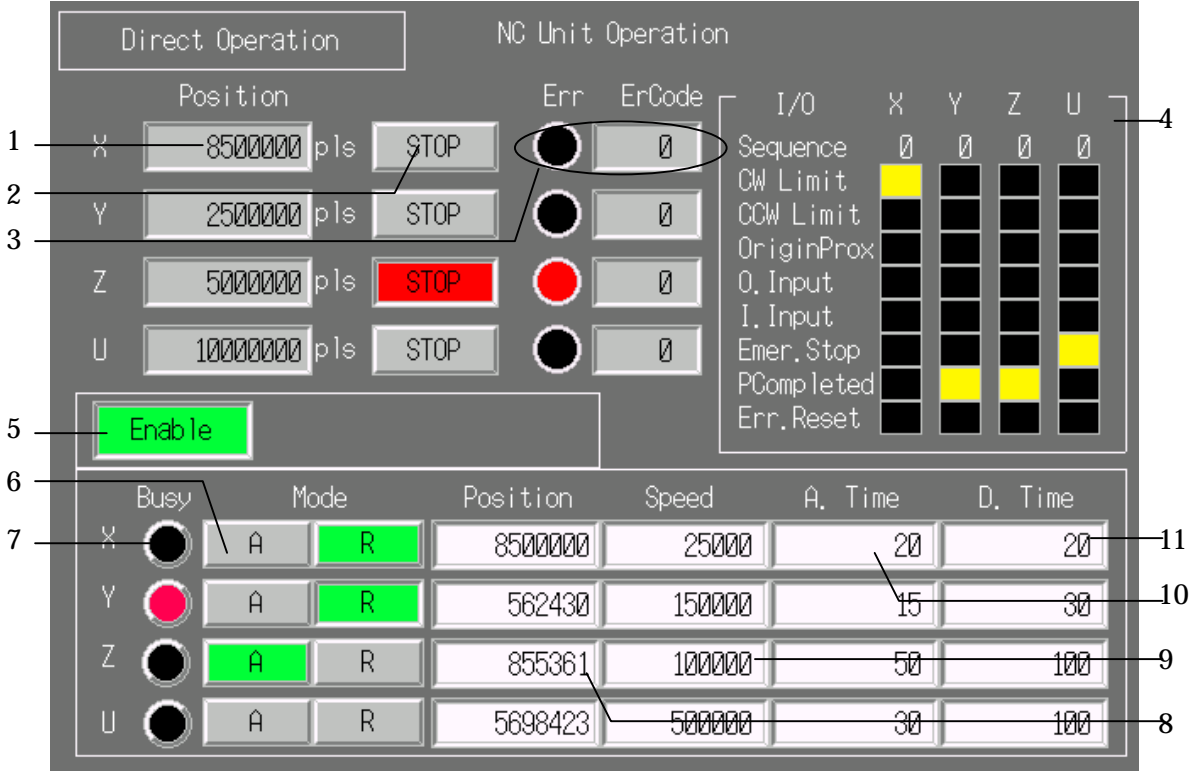 Direct Operation NC Unit Operation
Position Err ErCode I/O X Y Z U 4
1 X 8500000 pls STOP 0 Sequence 0 0 0 0
CW Limit
2 Y 2500000 pls STOP 0 CCW Limit
3 OriginProx
Z 5000000 pls STOP 0 O.Input
I.Input
U 10000000 pls STOP 0 Emer.Stop
PCompleted
5 Enable Err.Reset
6 Busy Mode Position Speed A. Time D. Time
7 X A R 8500000 25000 20 20 11
Y A R 562430 150000 15 30 10
Z A R 855361 100000 50 100 9
U A R 5698423 500000 30 100 8